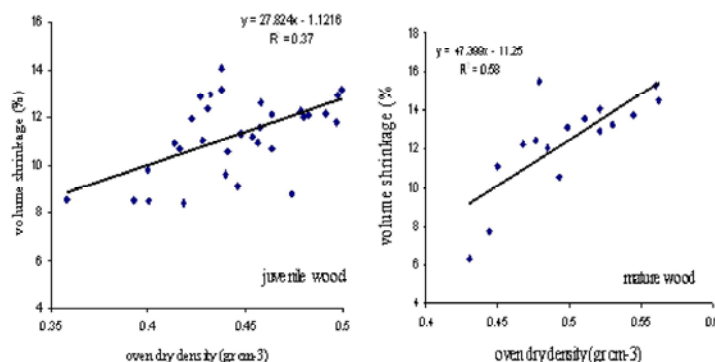 y = 27.824x - 1.1216
R² = 0.37
16
14
12
10
8
6
4
0.35
0.4
0.45
0.5
volume shrinkage (%)
juvenile wood
oven dry density (gr cm-3)
y = 47.389x - 11.25
R² = 0.58
18
16
14
12
10
8
6
4
0.4
0.45
0.5
0.55
volume shrinkage (%
mature wood
oven dry density (gr cm-3)